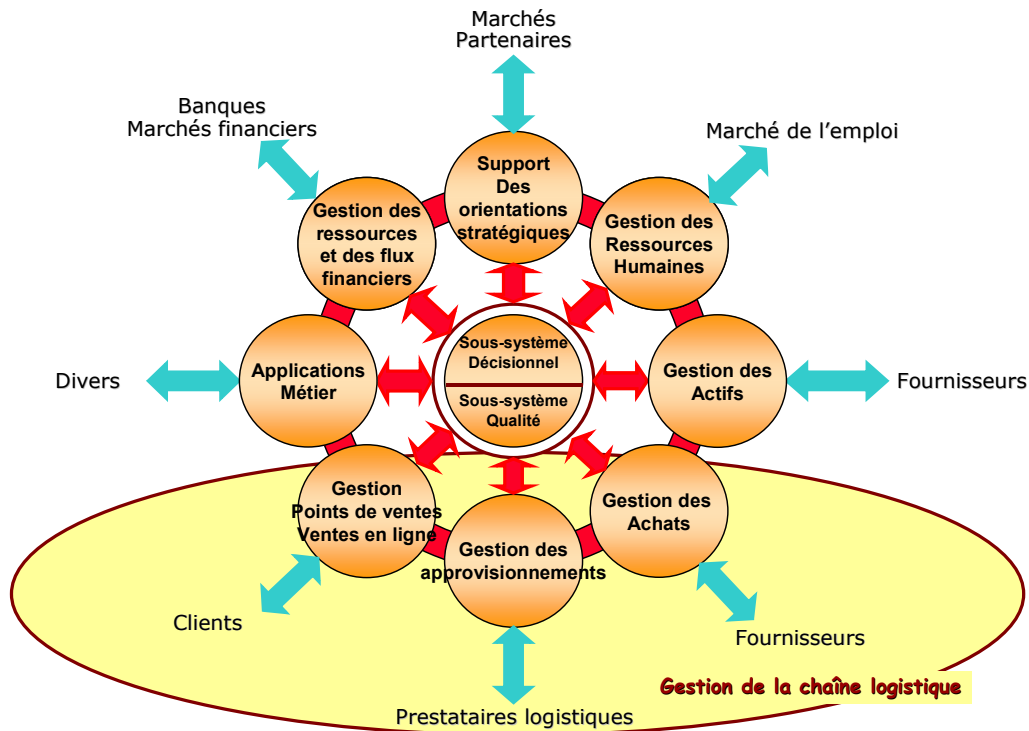 Marchés
Partenaires
Banques
Marchés financiers
Marché de l’emploi
Support
Des
orientations
stratégiques
Gestion des
ressources
et des flux
financiers
Gestion des
Ressources
Humaines
Sous-système
Décisionnel
Sous-système
Qualité
Divers
Applications
Métier
Gestion des
Actifs
Fournisseurs
Gestion
Points de ventes
Ventes en ligne
Gestion des
Achats
Gestion des
approvisionnements
Clients
Fournisseurs
Gestion de la chaîne logistique
Prestataires logistiques